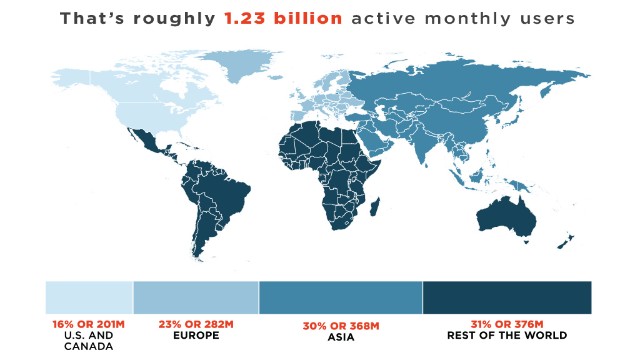 That's roughly 1.23 billion active monthly users
16% OR 201M
U.S. AND
CANADA
23% OR 282M
EUROPE
30% OR 368M
ASIA
31% OR 376M
REST OF THE WORLD